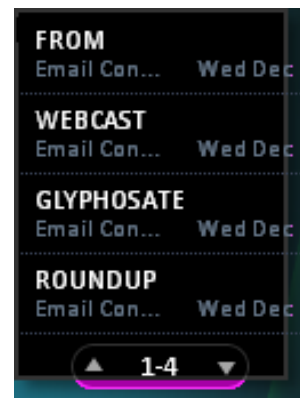 FROM
Email Con... Wed Dec
WEBCAST
Email Con... Wed Dec
GLYPHOSATE
Email Con... Wed Dec
ROUNDUP
Email Con... Wed Dec
1-4